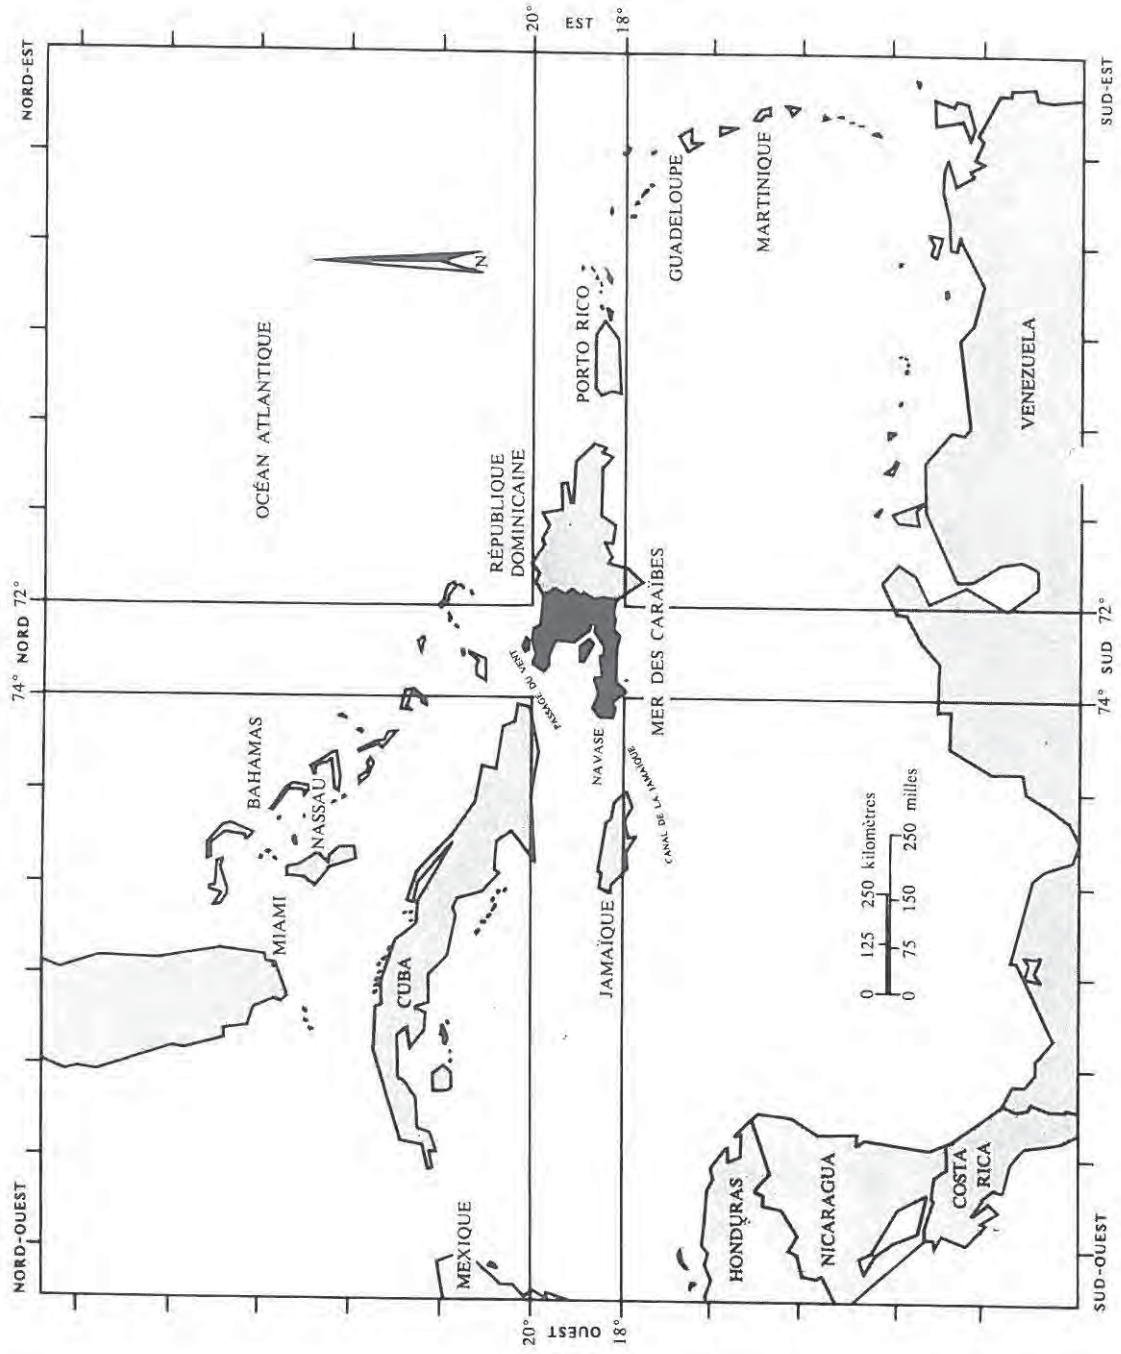 NORD-OUEST
74° NORD 72°
NORD-EST
OCÉAN ATLANTIQUE
N
MIAMI
BAHAMAS
NASSAU
CUBA
MEXIQUE
20°
OUEST
18°
20°
EST
18°
PASSAGE DU VENT
RÉPUBLIQUE
DOMINICAINE
PORTO RICO
NAVASE
JAMAÏQUE
CANAL DE LA JAMAÏQUE
MER DES CARAÏBES
GUADELOUPE
MARTINIQUE
HONDURAS
NICARAGUA
COSTA
RICA
VENEZUELA
0 125 250 kilomètres
0 75 150 250 milles
SUD-OUEST
74° SUD 72°
SUD-EST